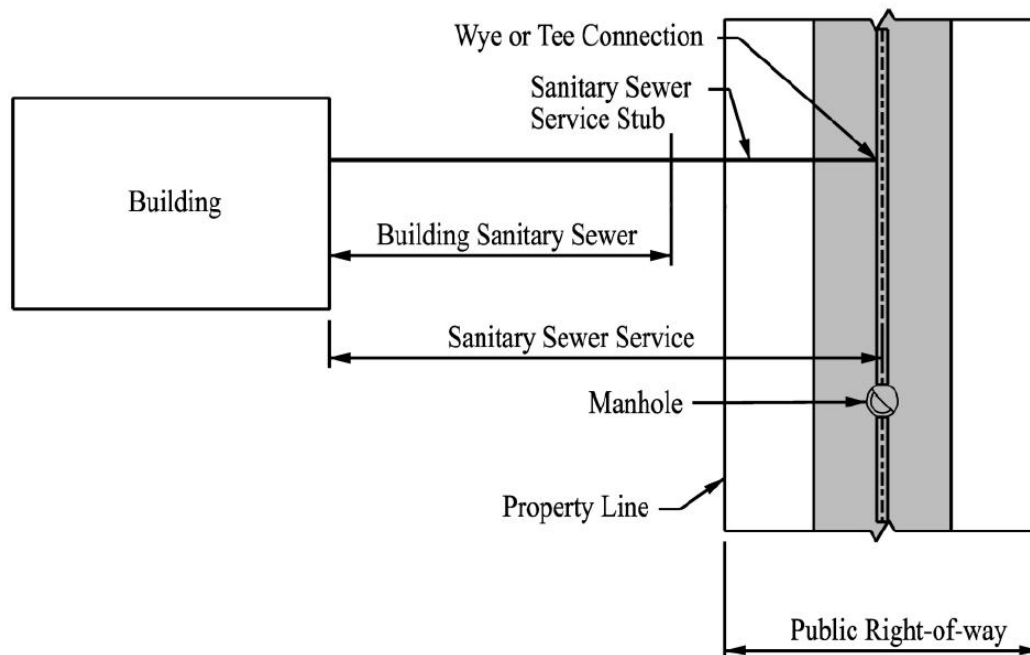 Wye or Tee Connection
Sanitary Sewer
Service Stub
Building
Building Sanitary Sewer
Sanitary Sewer Service
Manhole
Property Line
Public Right-of-way